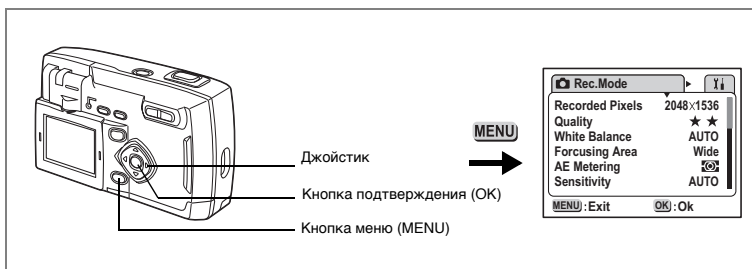 Джойстик
Кнопка подтверждения (OK)
Кнопка меню (MENU)
MENU
Rec.Mode
Recorded Pixels 2048×1536
Quality ★ ★
White Balance AUTO
Forcusing Area Wide
AE Metering
Sensitivity AUTO
MENU : Exit OK : Ok